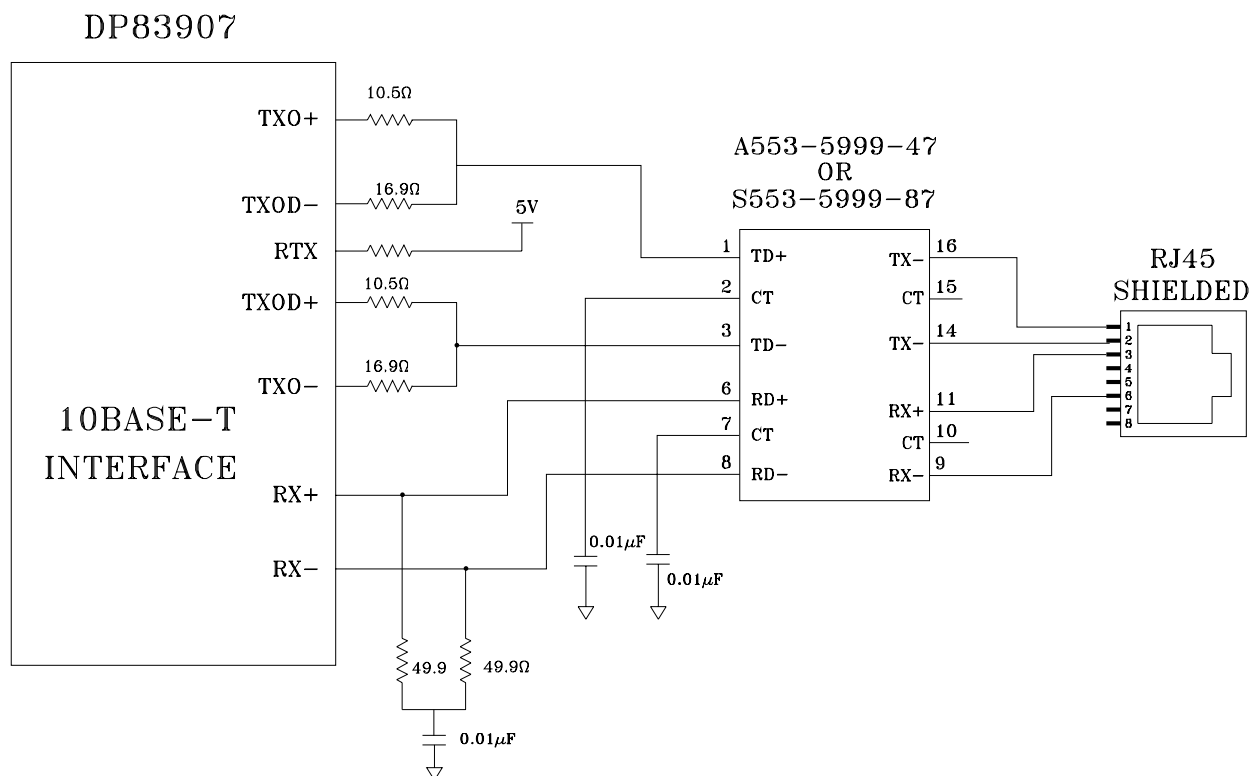 DP83907
TXO+
10.5Ω
TXOD-
16.9Ω
RTX
5V
TXOD+
10.5Ω
TXO-
16.9Ω
10BASE-T
INTERFACE
RX+
RX-
49.9
49.9Ω
0.01µF
0.01µF
0.01µF
A553-5999-47
OR
S553-5999-87
1
TD+
2
CT
3
TD-
6
RD+
7
CT
8
RD-
TX-
16
CT
15
TX-
14
RX+
11
CT
10
RX-
9
RJ45
SHIELDED
1
2
3
4
5
6
7
8